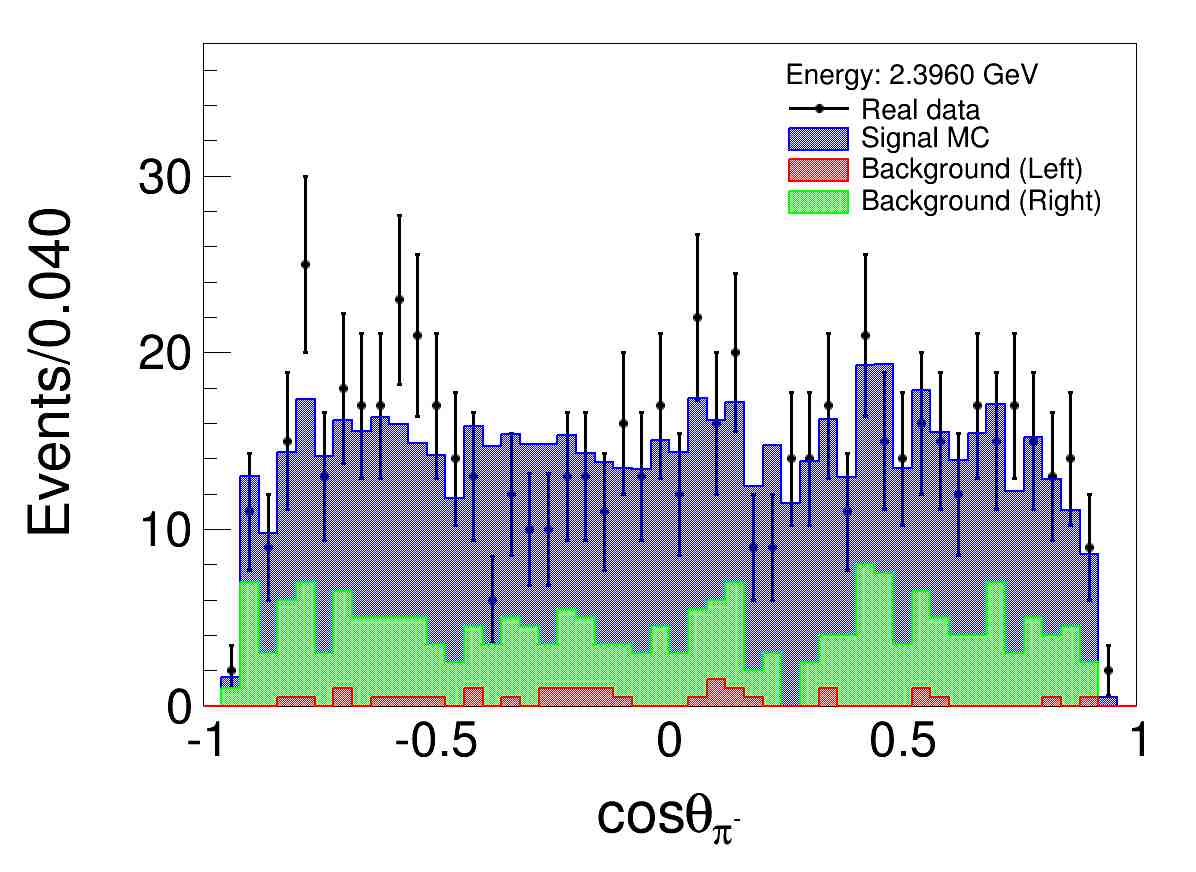 Energy: 2.3960 GeV
Real data
Signal MC
Background (Left)
Background (Right)
Events/0.040
30
20
10
0
-1
-0.5
0
0.5
1
cosθπ-